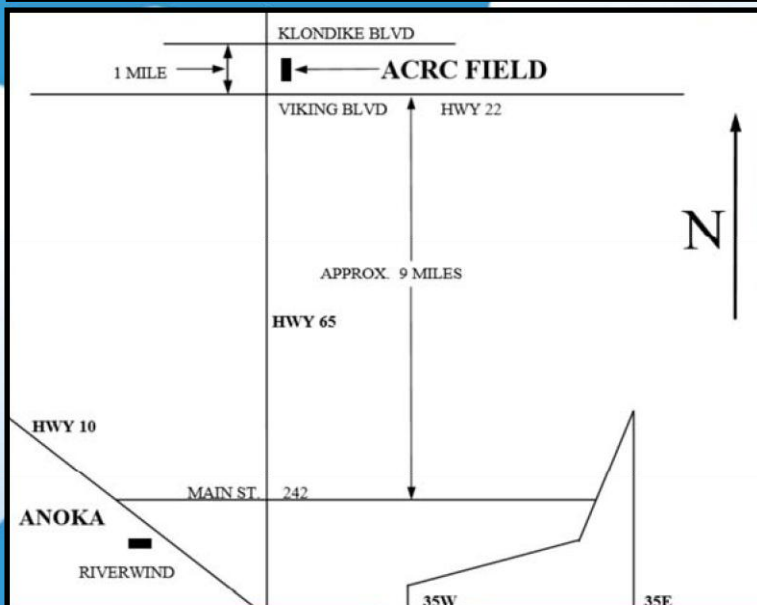 KLONDIKE BLVD
1 MILE
ACRC FIELD
VIKING BLVD HWY 22
N
APPROX. 9 MILES
HWY 65
HWY 10
MAIN ST. 242
ANOKA
RIVERWIND
35W
35E